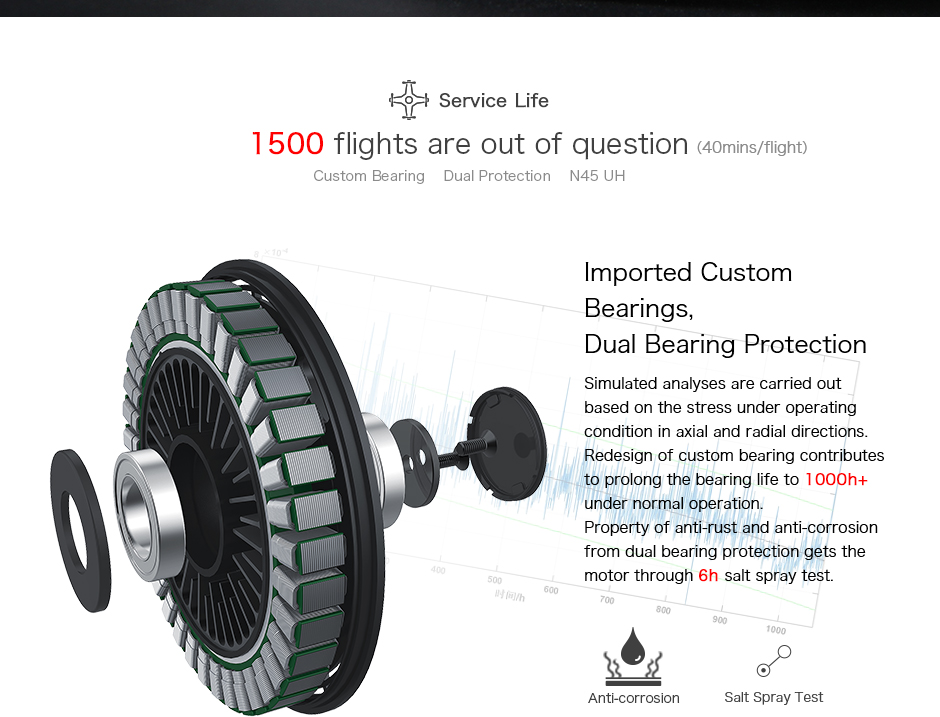 Service Life
1500 flights are out of question (40mins/flight)
Custom Bearing Dual Protection N45 UH
Imported Custom
Bearings,
Dual Bearing Protection
Simulated analyses are carried out
based on the stress under operating
condition in axial and radial directions.
Redesign of custom bearing contributes
to prolong the bearing life to 1000h+
under normal operation.
Property of anti-rust and anti-corrosion
from dual bearing protection gets the
motor through 6h salt spray test.
400
500
600
700
800
900
1000
时间/h
Anti-corrosion
Salt Spray Test